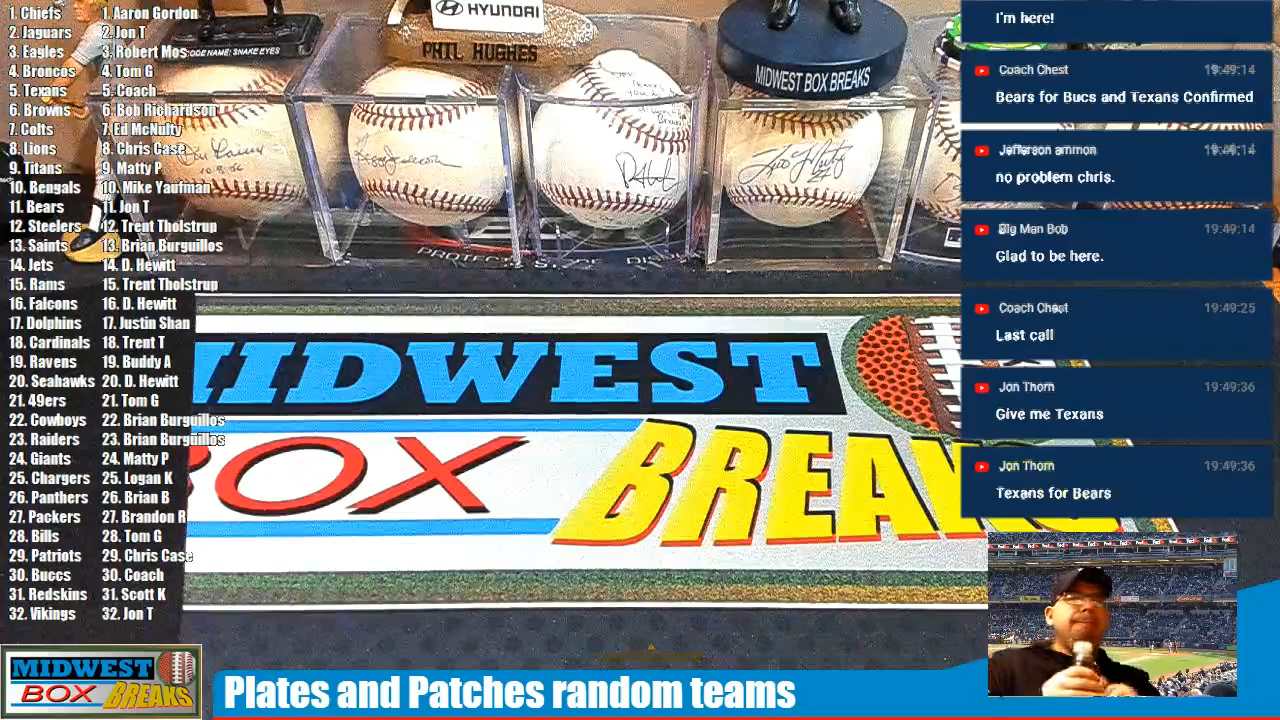 1. Chiefs 1. Aaron Gordon
2. Jaguars 2. Jon T
3. Eagles 3. Robert Mos
4. Broncos 4. Tom G
5. Texans 5. Coach
6. Browns 6. Bob Richardson
7. Colts 7. Ed McNulty
8. Lions 8. Chris Case
9. Titans 9. Matty P
10. Bengals 10. Mike Yaufman
11. Bears 11. Jon T
12. Steelers 12. Trent Tholstrup
13. Saints 13. Brian Burguillos
14. Jets 14. D. Hewitt
15. Rams 15. Trent Tholstrup
16. Falcons 16. D. Hewitt
17. Dolphins 17. Justin Shan
18. Cardinals 18. Trent T
19. Ravens 19. Buddy A
20. Seahawks 20. D. Hewitt
21. 49ers 21. Tom G
22. Cowboys 22. Brian Burguillos
23. Raiders 23. Brian Burguillos
24. Giants 24. Matty P
25. Chargers 25. Logan K
26. Panthers 26. Brian B
27. Packers 27. Brandon R
28. Bills 28. Tom G
29. Patriots 29. Chris Case
30. Buccs 30. Coach
31. Redskins 31. Scott K
32. Vikings 32. Jon T
CODE NAME: SNAKE EYES
HYUNDAI
PHIL HUGHES
MIDWEST BOX BREAKS
MIDWEST
BOX BREAK
I'm here!
Coach Chest 19:49:14
Bears for Bucs and Texans Confirmed
Jefferson ammon 19:49:14
no problem chris.
Big Man Bob 19:49:14
Glad to be here.
Coach Chest 19:49:25
Last call
Jon Thorn 19:49:36
Give me Texans
Jon Thorn 19:49:36
Texans for Bears
MIDWEST
BOX BREAKS
Plates and Patches random teams